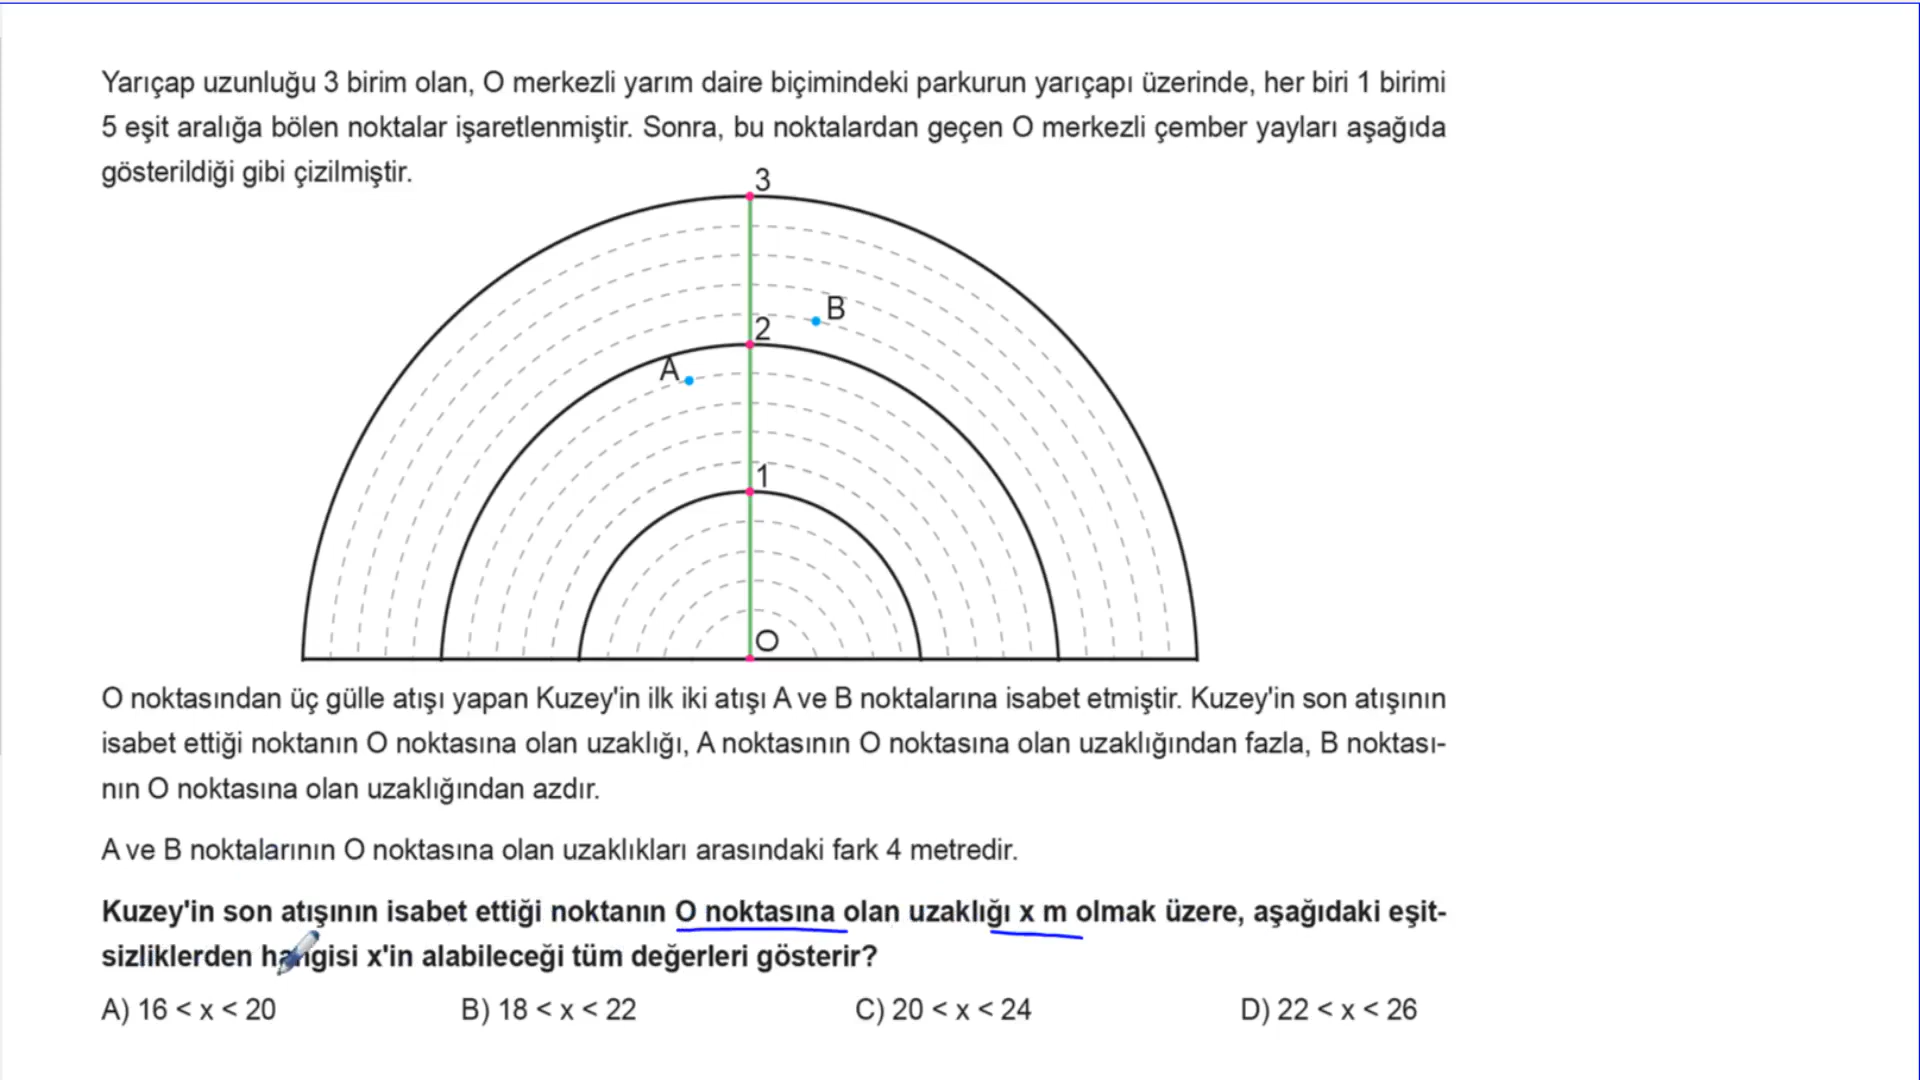 Yarıçap uzunluğu 3 birim olan, O merkezli yarım daire biçimindeki parkurun yarıçapı üzerinde, her biri 1 birimi
5 eşit aralığa bölen noktalar işaretlenmiştir. Sonra, bu noktalardan geçen O merkezli çember yayları aşağıda
gösterildiği gibi çizilmiştir.
3
B
2
A
1
O
O noktasından üç gülle atışı yapan Kuzey'in ilk iki atışı A ve B noktalarına isabet etmiştir. Kuzey'in son atışının
isabet ettiği noktanın O noktasına olan uzaklığı, A noktasının O noktasına olan uzaklığından fazla, B noktası-
nın O noktasına olan uzaklığından azdır.
A ve B noktalarının O noktasına olan uzaklıkları arasındaki fark 4 metredir.
Kuzey'in son atışının isabet ettiği noktanın O noktasına olan uzaklığı x m olmak üzere, aşağıdaki eşit-
sizliklerden hangisi x'in alabileceği tüm değerleri gösterir?
A) 16 < x < 20 B) 18 < x < 22 C) 20 < x < 24 D) 22 < x < 26